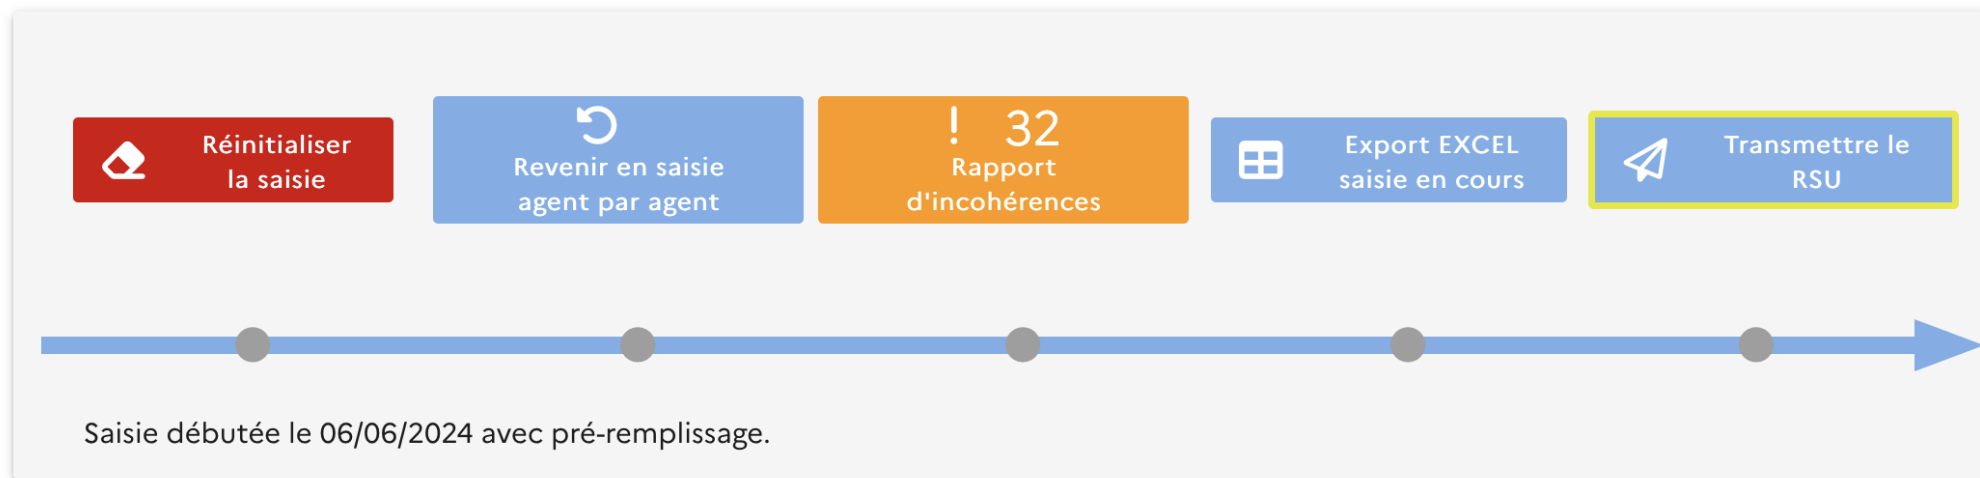 Réinitialiser
la saisie
Revenir en saisie
agent par agent
! 32
Rapport
d'incohérences
Export EXCEL
saisie en cours
Transmettre le
RSU
Saisie débutée le 06/06/2024 avec pré-remplissage.